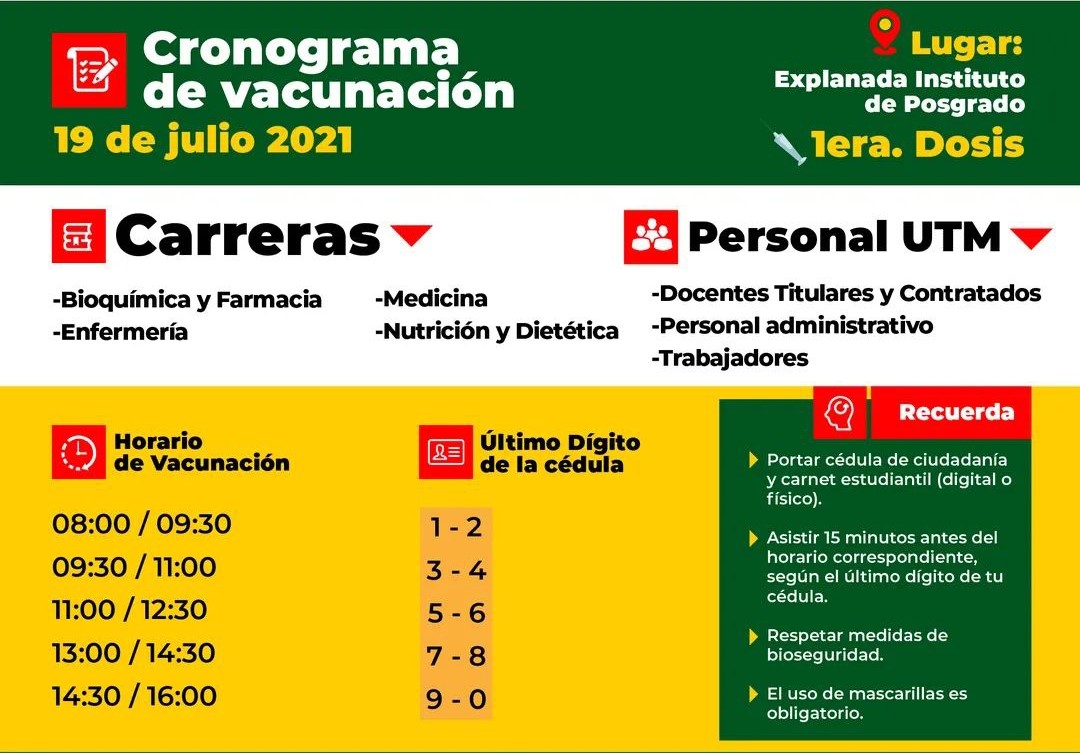 Cronograma
de vacunación
19 de julio 2021
Lugar:
Explanada Instituto
de Posgrado
1era. Dosis
Carreras
-Bioquímica y Farmacia
-Enfermería
-Medicina
-Nutrición y Dietética
Personal UTM
-Docentes Titulares y Contratados
-Personal administrativo
-Trabajadores
Horario
de Vacunación
Último Dígito
de la cédula
08:00 / 09:30 1 - 2
09:30 / 11:00 3 - 4
11:00 / 12:30 5 - 6
13:00 / 14:30 7 - 8
14:30 / 16:00 9 - 0
Recuerda
Portar cédula de ciudadanía
y carnet estudiantil (digital o
físico).
Asistir 15 minutos antes del
horario correspondiente,
según el último dígito de tu
cédula.
Respetar medidas de
bioseguridad.
El uso de mascarillas es
obligatorio.